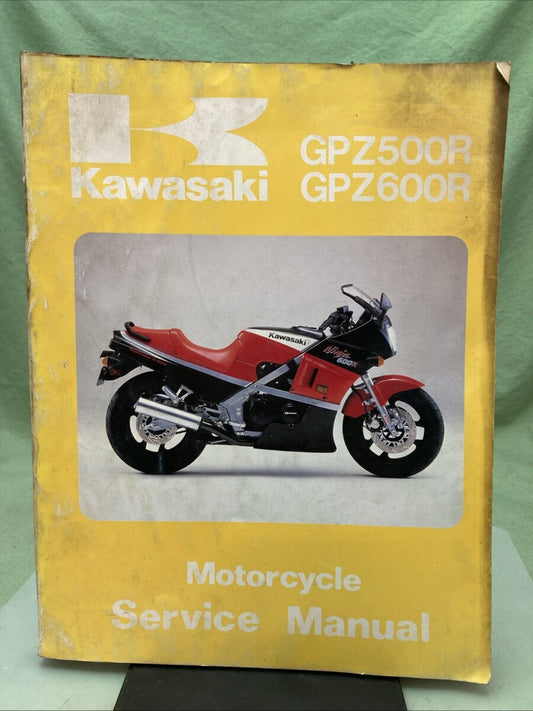 Kawasaki
GPZ500R
GPZ600R
Kawasaki
Ninja
600R
Motorcycle
Service Manual